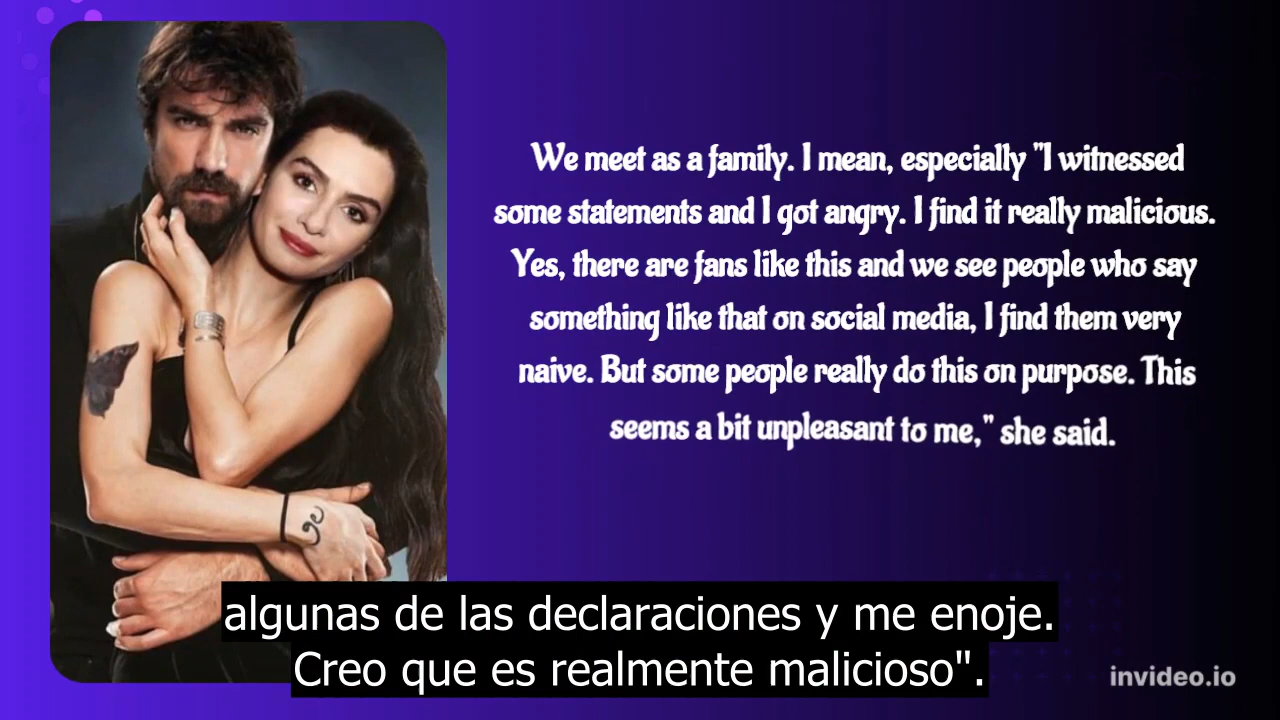 We meet as a family. I mean, especially "I witnessed
some statements and I got angry. I find it really malicious.
Yes, there are fans like this and we see people who say
something like that on social media, I find them very
naive. But some people really do this on purpose. This
seems a bit unpleasant to me," she said.
algunas de las declaraciones y me enoje.
Creo que es realmente malicioso".
invideo.io